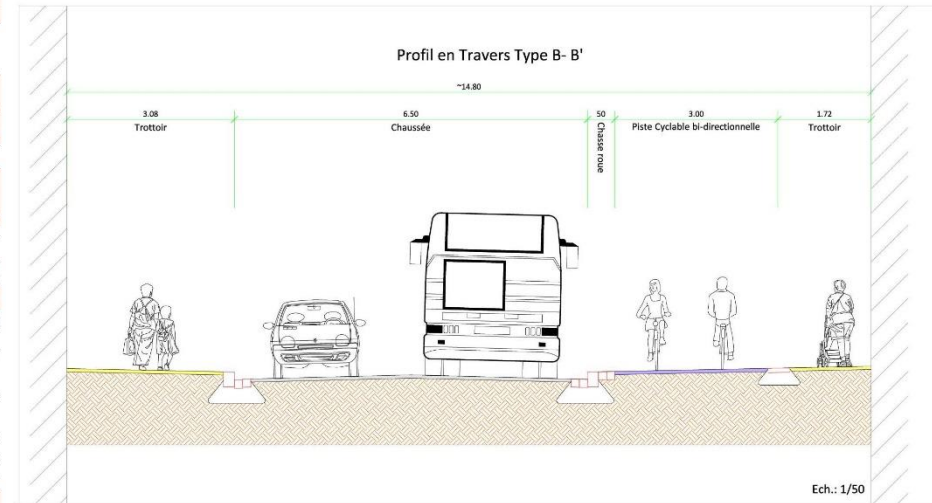 Profil en Travers Type B- B'
~14.80
3.08
6.50
50
3.00
1.72
Trottoir
Chaussée
Chasse roue
Piste Cyclable bi-directionnelle
Trottoir
Ech.: 1/50